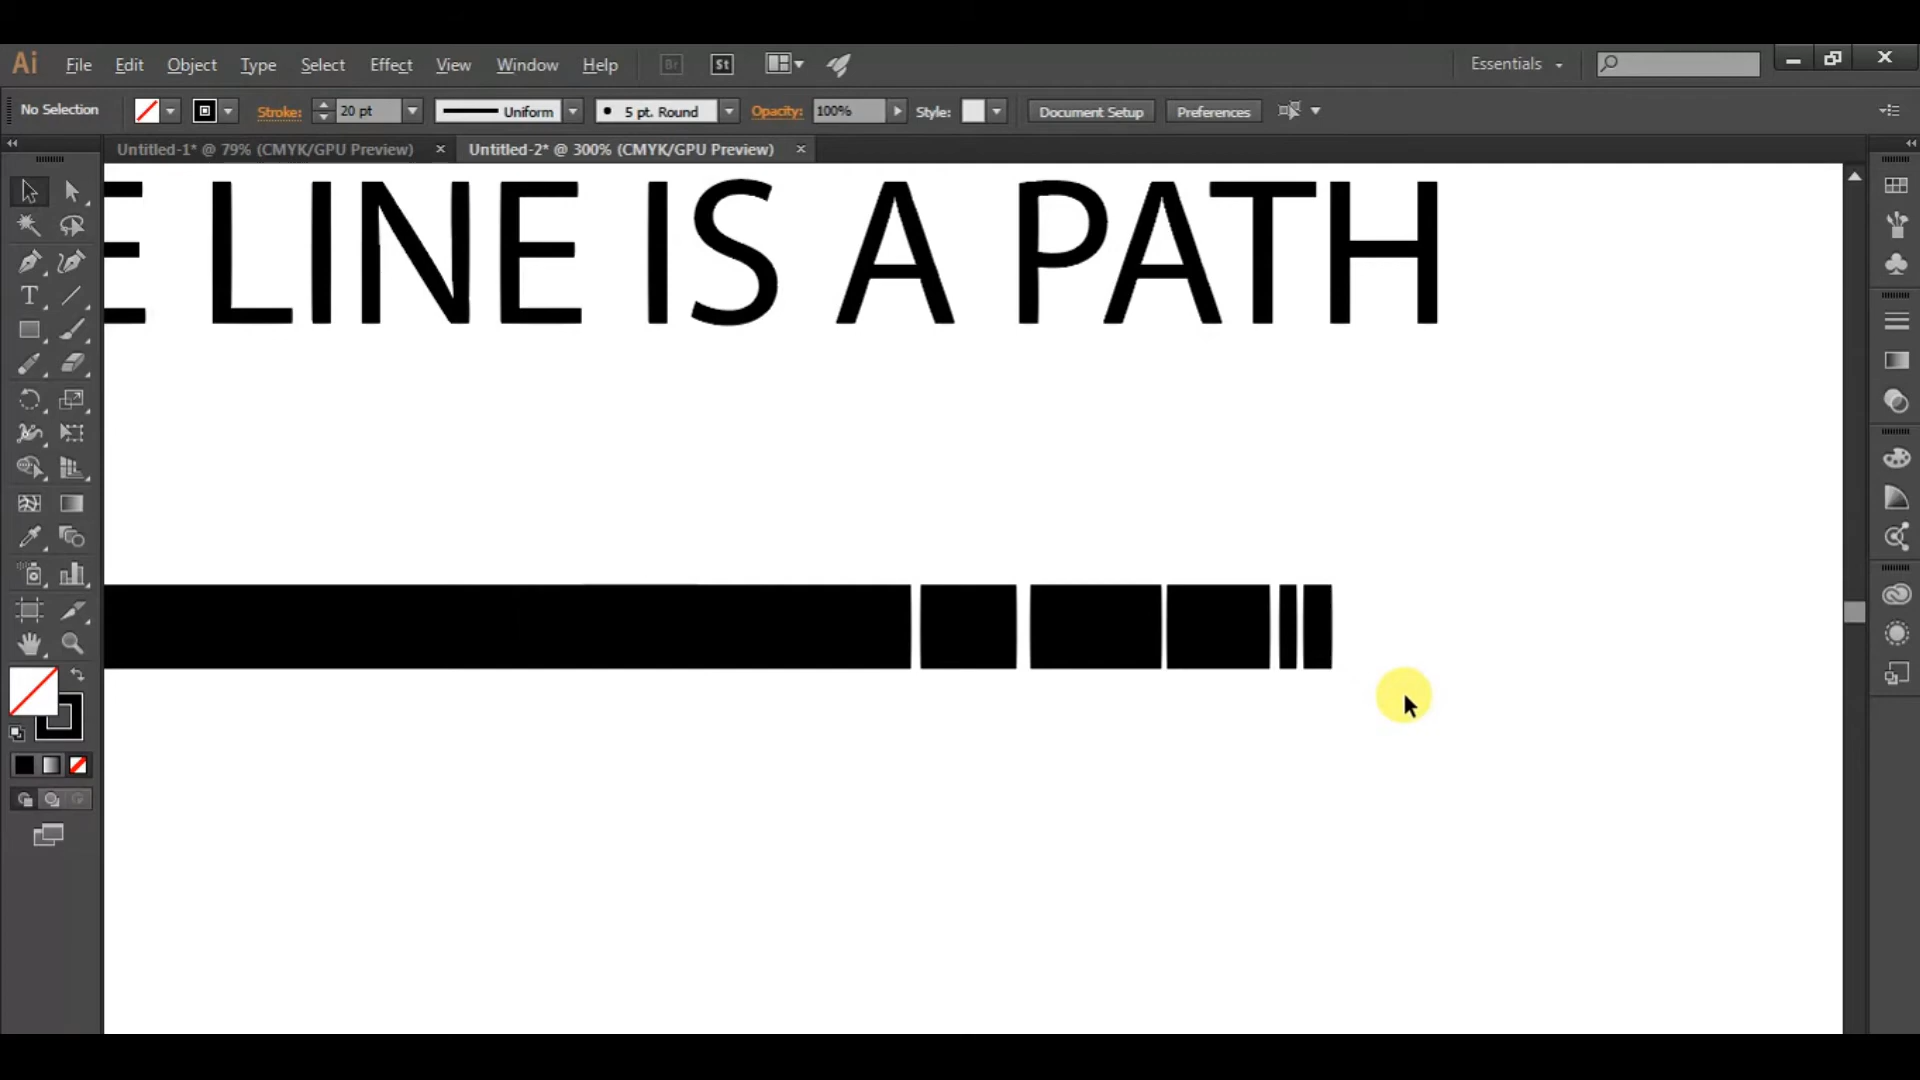 Ai File Edit Object Type Select Effect View Window Help Br St Essentials
No Selection Stroke: 20 pt Uniform 5 pt. Round Opacity: 100% Style: Document Setup Preferences
Untitled-1* @ 79% (CMYK/GPU Preview) × Untitled-2* @ 300% (CMYK/GPU Preview) ×
E LINE IS A PATH